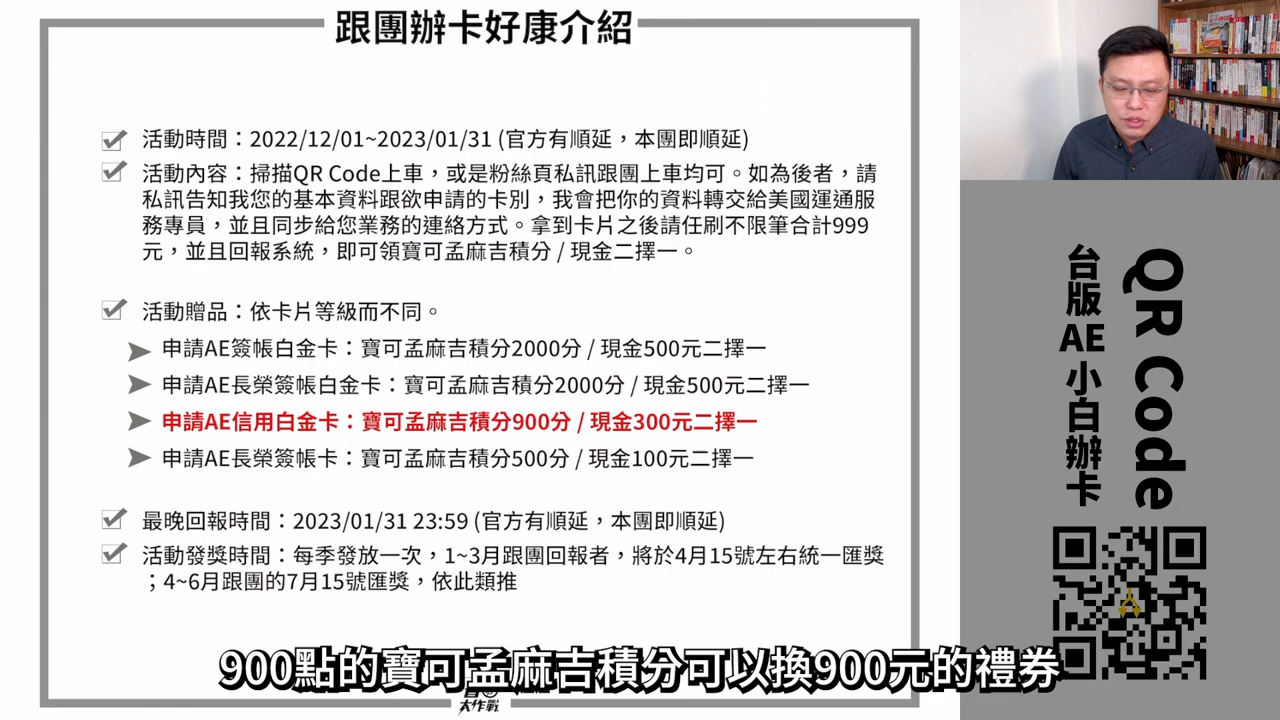 跟團辦卡好康介紹
活動時間：2022/12/01~2023/01/31 (官方有順延，本團即順延)
活動內容：掃描QR Code上車，或是粉絲頁私訊跟團上車均可。如為後者，請
私訊告知我您的基本資料跟欲申請的卡別，我會把你的資料轉交給美國運通服
務專員，並且同步給您業務的連絡方式。拿到卡片之後請任刷不限筆合計999
元，並且回報系統，即可領寶可孟麻吉積分 / 現金二擇一。
活動贈品：依卡片等級而不同。
申請AE簽帳白金卡：寶可孟麻吉積分2000分 / 現金500元二擇一
申請AE長榮簽帳白金卡：寶可孟麻吉積分2000分 / 現金500元二擇一
申請AE信用白金卡：寶可孟麻吉積分900分 / 現金300元二擇一
申請AE長榮簽帳卡：寶可孟麻吉積分500分 / 現金100元二擇一
最晚回報時間：2023/01/31 23:59 (官方有順延，本團即順延)
活動發獎時間：每季發放一次，1~3月跟團回報者，將於4月15號左右統一匯獎
；4~6月跟團的7月15號匯獎，依此類推
QR Code
台版AE小白辦卡
900點的寶可孟麻吉積分可以換900元的禮券
大作戰